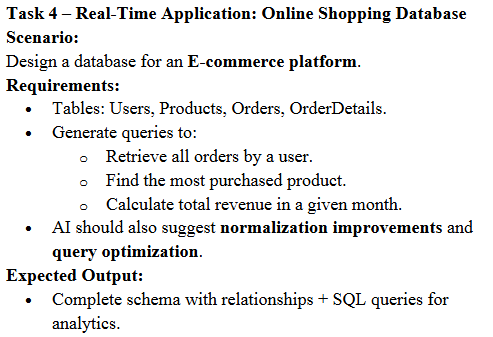 Task 4 – Real-Time Application: Online Shopping Database
Scenario:
Design a database for an E-commerce platform.
Requirements:
• Tables: Users, Products, Orders, OrderDetails.
• Generate queries to:
o Retrieve all orders by a user.
o Find the most purchased product.
o Calculate total revenue in a given month.
• AI should also suggest normalization improvements and
query optimization.
Expected Output:
• Complete schema with relationships + SQL queries for
analytics.